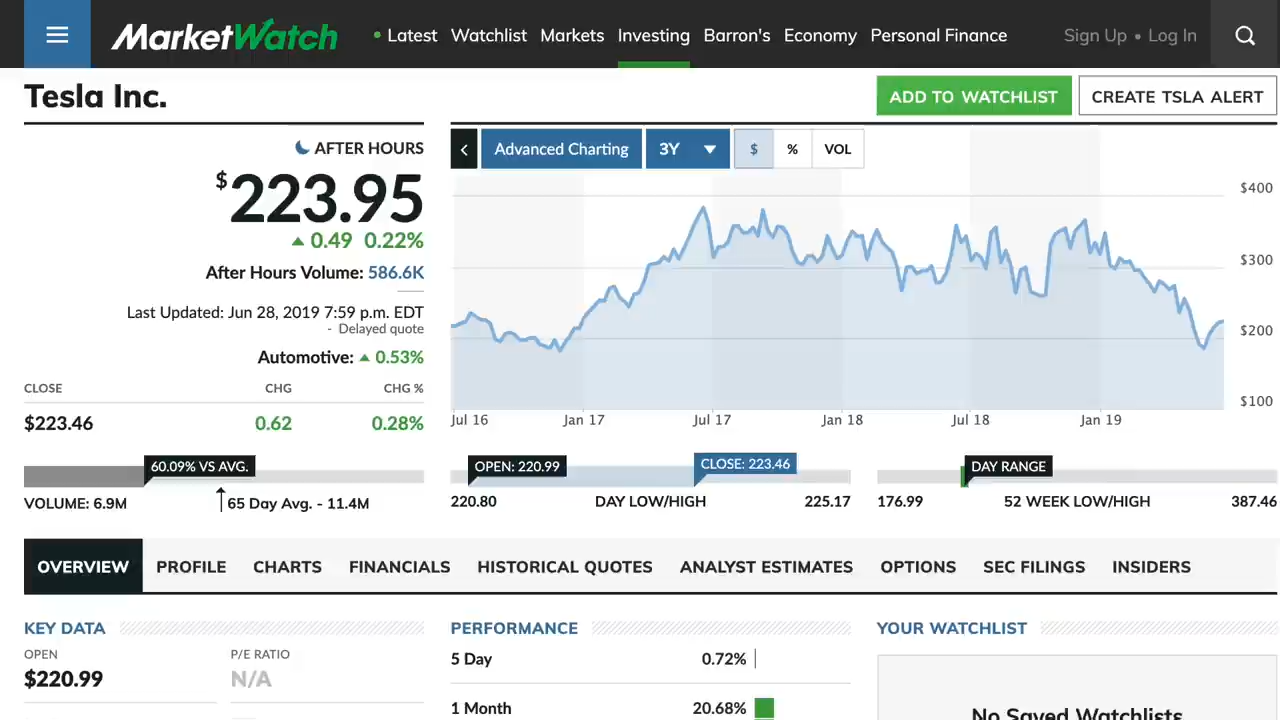 MarketWatch
Latest Watchlist Markets Investing Barron's Economy Personal Finance Sign Up • Log In
Tesla Inc.
ADD TO WATCHLIST CREATE TSLA ALERT
AFTER HOURS
$223.95
0.49 0.22%
After Hours Volume: 586.6K
Last Updated: Jun 28, 2019 7:59 p.m. EDT
- Delayed quote
Automotive: 0.53%
CLOSE CHG CHG %
$223.46 0.62 0.28%
60.09% VS AVG.
VOLUME: 6.9M 65 Day Avg. - 11.4M
Advanced Charting 3Y $ % VOL
$400
$300
$200
$100
Jul 16 Jan 17 Jul 17 Jan 18 Jul 18 Jan 19
OPEN: 220.99 CLOSE: 223.46
220.80 DAY LOW/HIGH 225.17
DAY RANGE
176.99 52 WEEK LOW/HIGH 387.46
OVERVIEW PROFILE CHARTS FINANCIALS HISTORICAL QUOTES ANALYST ESTIMATES OPTIONS SEC FILINGS INSIDERS
KEY DATA
OPEN P/E RATIO
$220.99 N/A
PERFORMANCE
5 Day 0.72%
1 Month 20.68%
YOUR WATCHLIST
No Saved Watchlists